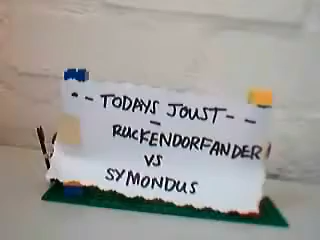 - - TODAYS JOUST - -
-
RUCKENDORFANDER
VS
SYMONDUS